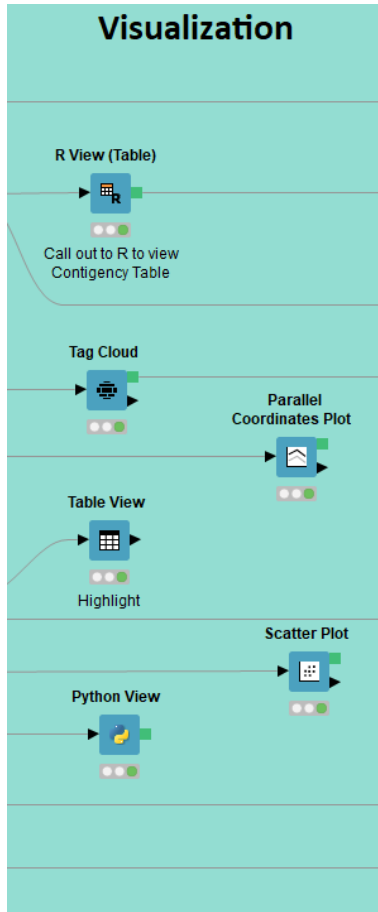 Visualization
R View (Table)
R
Call out to R to view
Contigency Table
Tag Cloud
Parallel
Coordinates Plot
Table View
Highlight
Scatter Plot
Python View